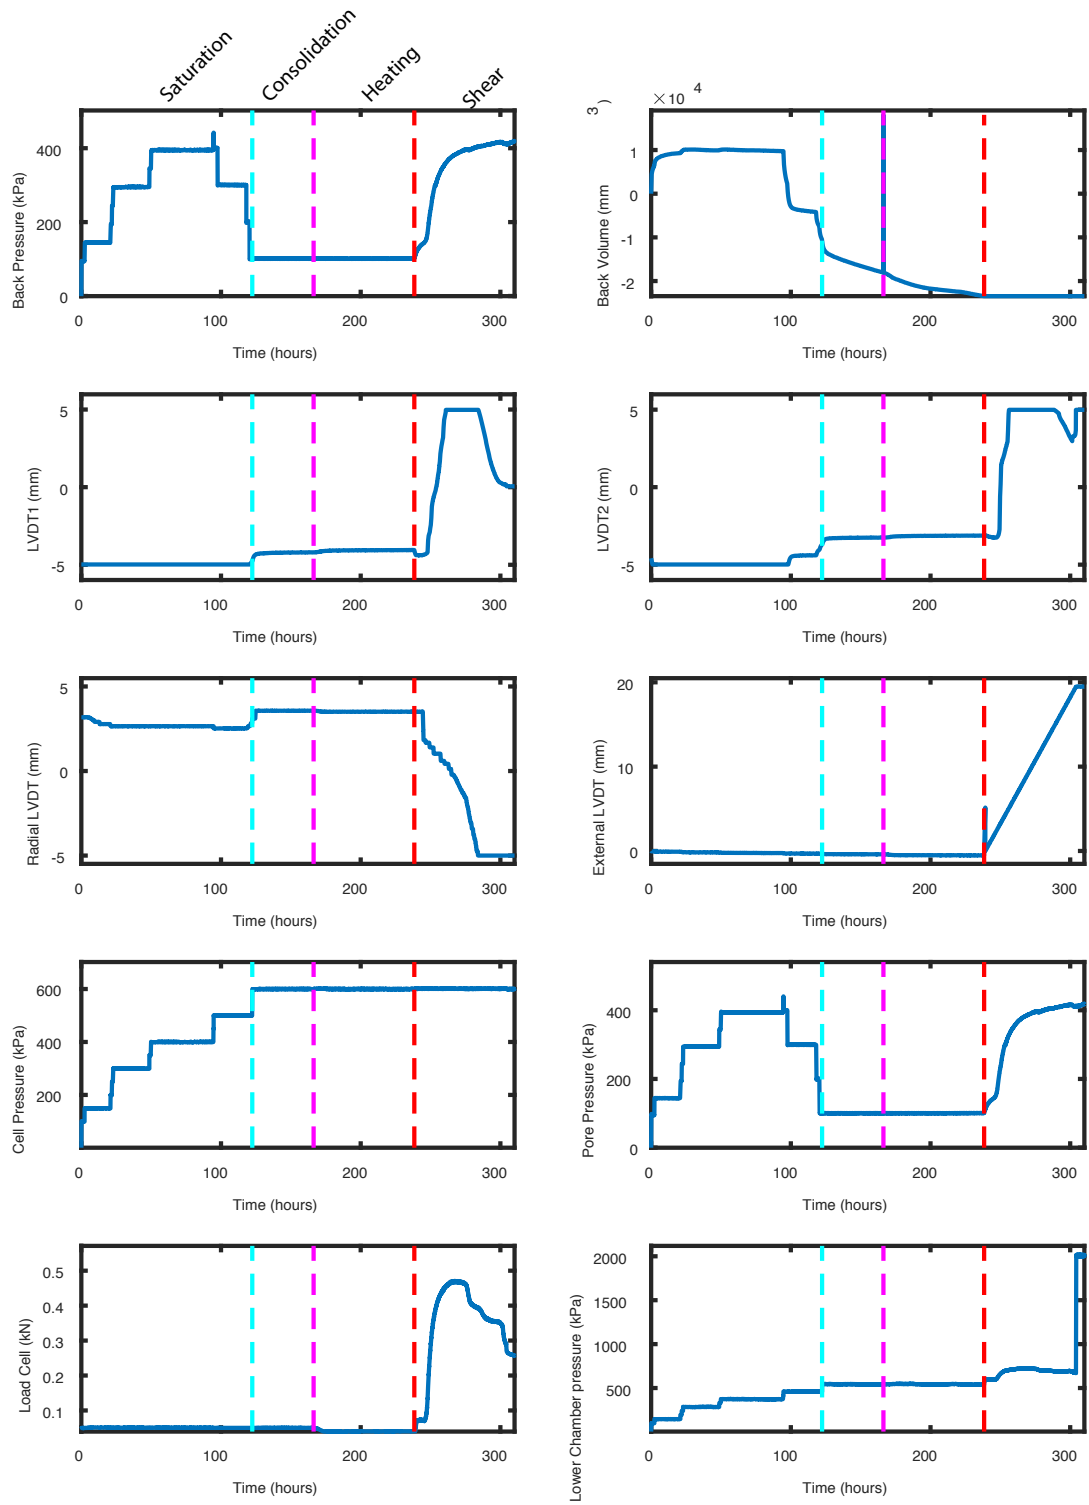 Saturation
Consolidation
Heating
Shear
Back Pressure (kPa)
400
200
0
0 100 200 300
Time (hours)
×10 4
Back Volume (mm
3
)
1
0
-1
-2
0 100 200 300
Time (hours)
LVDT1 (mm)
5
0
-5
0 100 200 300
Time (hours)
LVDT2 (mm)
5
0
-5
0 100 200 300
Time (hours)
Radial LVDT (mm)
5
0
-5
0 100 200 300
Time (hours)
External LVDT (mm)
20
10
0
0 100 200 300
Time (hours)
Cell Pressure (kPa)
600
400
200
0 100 200 300
Time (hours)
Pore Pressure (kPa)
400
200
0
0 100 200 300
Time (hours)
Load Cell (kN)
0.5
0.4
0.3
0.2
0.1
0 100 200 300
Time (hours)
Lower Chamber pressure (kPa)
2000
1500
1000
500
0 100 200 300
Time (hours)